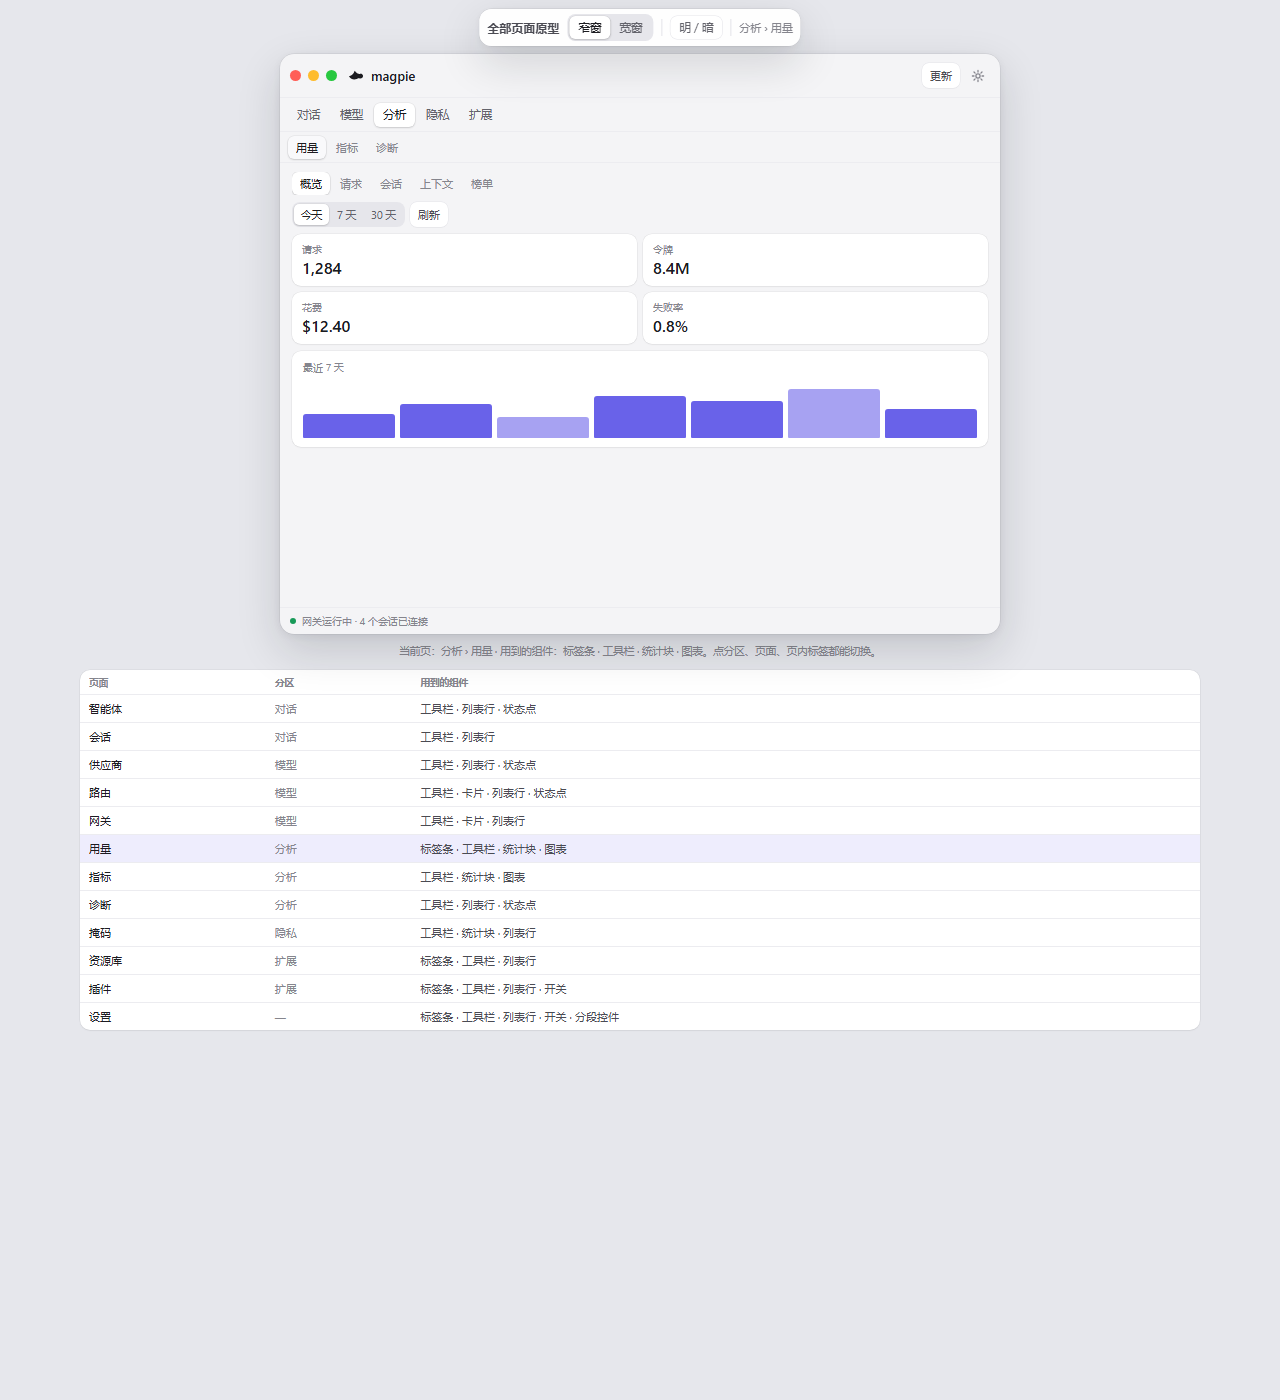 全部页面原型 窄窗 宽窗 明 / 暗 分析 › 用量
magpie 更新
对话 模型 分析 隐私 扩展
用量 指标 诊断
概览 请求 会话 上下文 榜单
今天 7 天 30 天 刷新
请求 令牌
1,284 8.4M
花费 失败率
$12.40 0.8%
最近 7 天
网关运行中 · 4 个会话已连接
当前页：分析 › 用量 · 用到的组件：标签条 · 工具栏 · 统计块 · 图表。点分区、页面、页内标签都能切换。
页面 分区 用到的组件
智能体 对话 工具栏 · 列表行 · 状态点
会话 对话 工具栏 · 列表行
供应商 模型 工具栏 · 列表行 · 状态点
路由 模型 工具栏 · 卡片 · 列表行 · 状态点
网关 模型 工具栏 · 卡片 · 列表行
用量 分析 标签条 · 工具栏 · 统计块 · 图表
指标 分析 工具栏 · 统计块 · 图表
诊断 分析 工具栏 · 列表行 · 状态点
掩码 隐私 工具栏 · 统计块 · 列表行
资源库 扩展 标签条 · 工具栏 · 列表行
插件 扩展 标签条 · 工具栏 · 列表行 · 开关
设置 — 标签条 · 工具栏 · 列表行 · 开关 · 分段控件